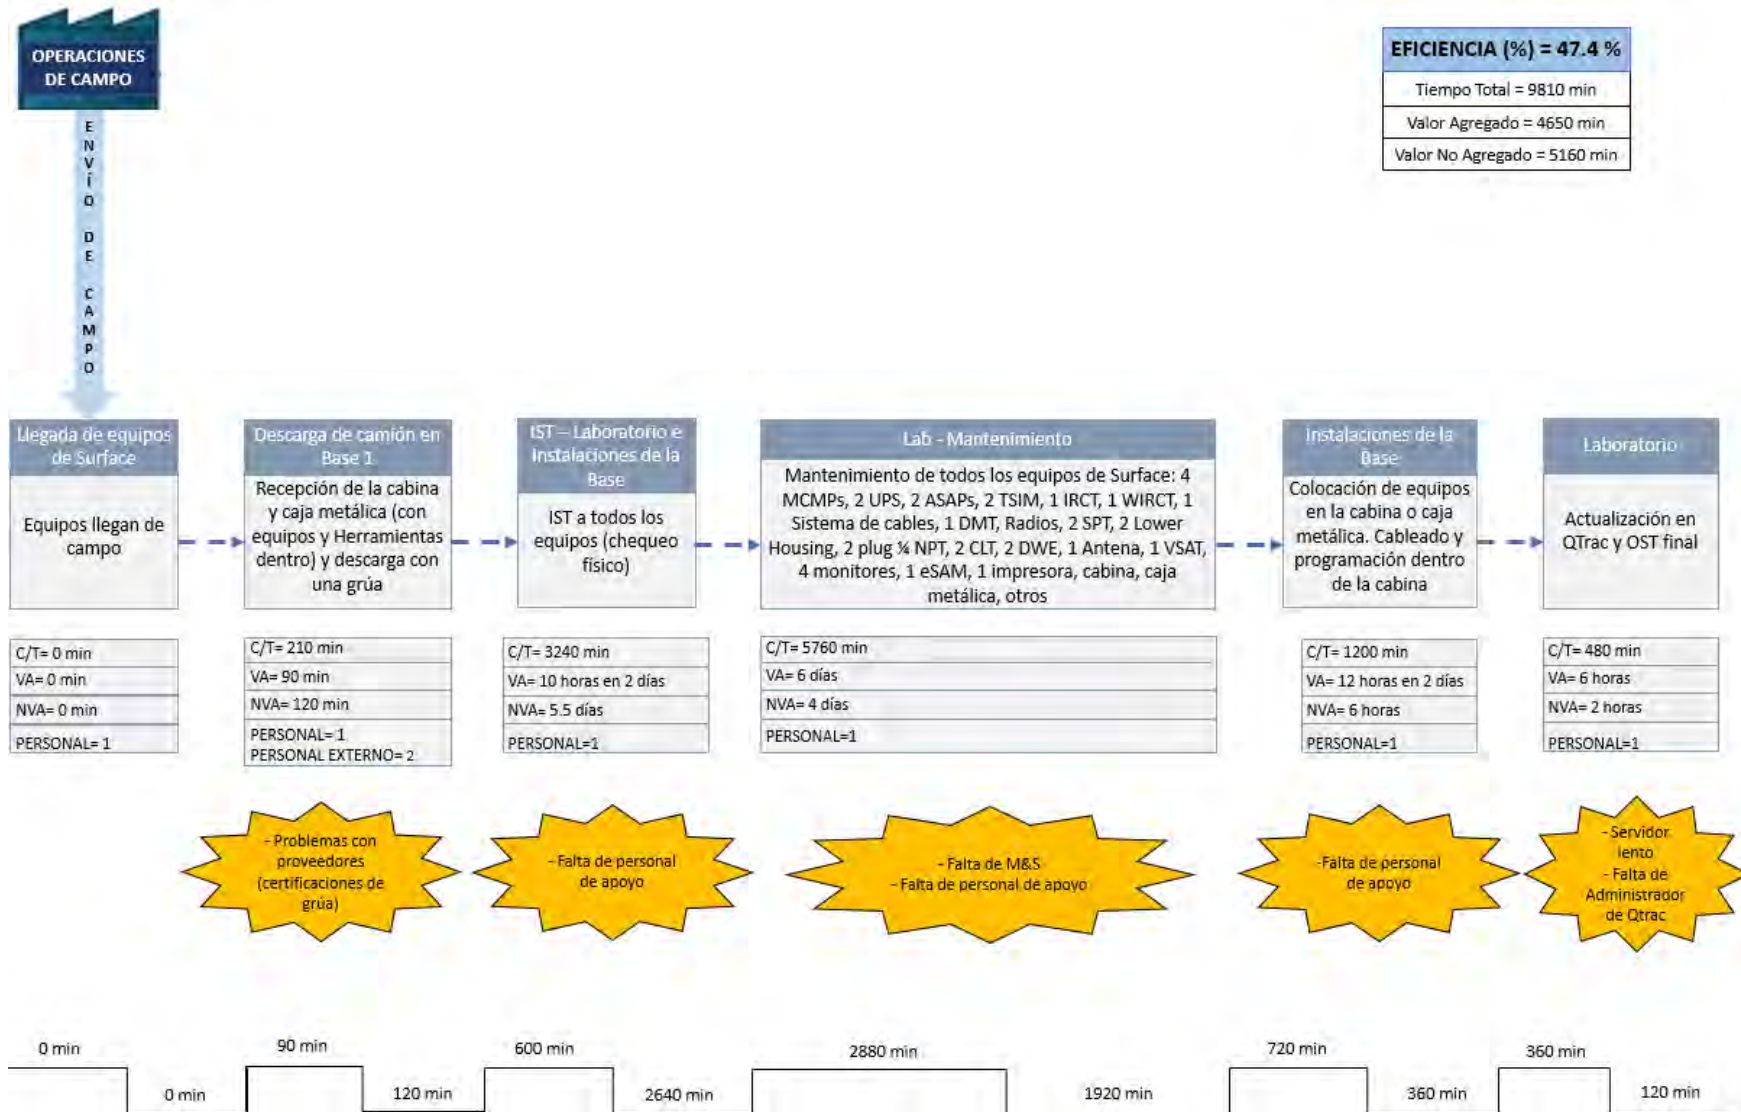 OPERACIONES
DE CAMPO
EFICIENCIA (%) = 47.4 %
Tiempo Total = 9810 min
Valor Agregado = 4650 min
Valor No Agregado = 5160 min
ENVÍO DE CAMPO
Llegada de equipos
de Surface
Equipos llegan de
campo
C/T= 0 min
VA= 0 min
NVA= 0 min
PERSONAL= 1
Descarga de camión en
Base 1
Recepción de la cabina
y caja metálica (con
equipos y Herramientas
dentro) y descarga con
una grúa
C/T= 210 min
VA= 90 min
NVA= 120 min
PERSONAL= 1
PERSONAL EXTERNO= 2
IST – Laboratorio e
Instalaciones de la
Base
IST a todos los
equipos (chequeo
físico)
C/T= 3240 min
VA= 10 horas en 2 días
NVA= 5.5 días
PERSONAL=1
Lab - Mantenimiento
Mantenimiento de todos los equipos de Surface: 4
MCMPs, 2 UPS, 2 ASAPs, 2 TSIM, 1 IRCT, 1 WIRCT, 1
Sistema de cables, 1 DMT, Radios, 2 SPT, 2 Lower
Housing, 2 plug ¾ NPT, 2 CLT, 2 DWE, 1 Antena, 1 VSAT,
4 monitores, 1 eSAM, 1 impresora, cabina, caja
metálica, otros
C/T= 5760 min
VA= 6 días
NVA= 4 días
PERSONAL=1
Instalaciones de la
Base
Colocación de equipos
en la cabina o caja
metálica. Cableado y
programación dentro
de la cabina
C/T= 1200 min
VA= 12 horas en 2 días
NVA= 6 horas
PERSONAL=1
Laboratorio
Actualización en
QTrac y OST final
C/T= 480 min
VA= 6 horas
NVA= 2 horas
PERSONAL=1
- Problemas con
proveedores
(certificaciones de
grúa)
- Falta de personal
de apoyo
- Falta de M&S
- Falta de personal de apoyo
-Falta de personal
de apoyo
- Servidor
lento
- Falta de
Administrador
de Qtrac
0 min
90 min
600 min
2880 min
720 min
360 min
0 min
120 min
2640 min
1920 min
360 min
120 min